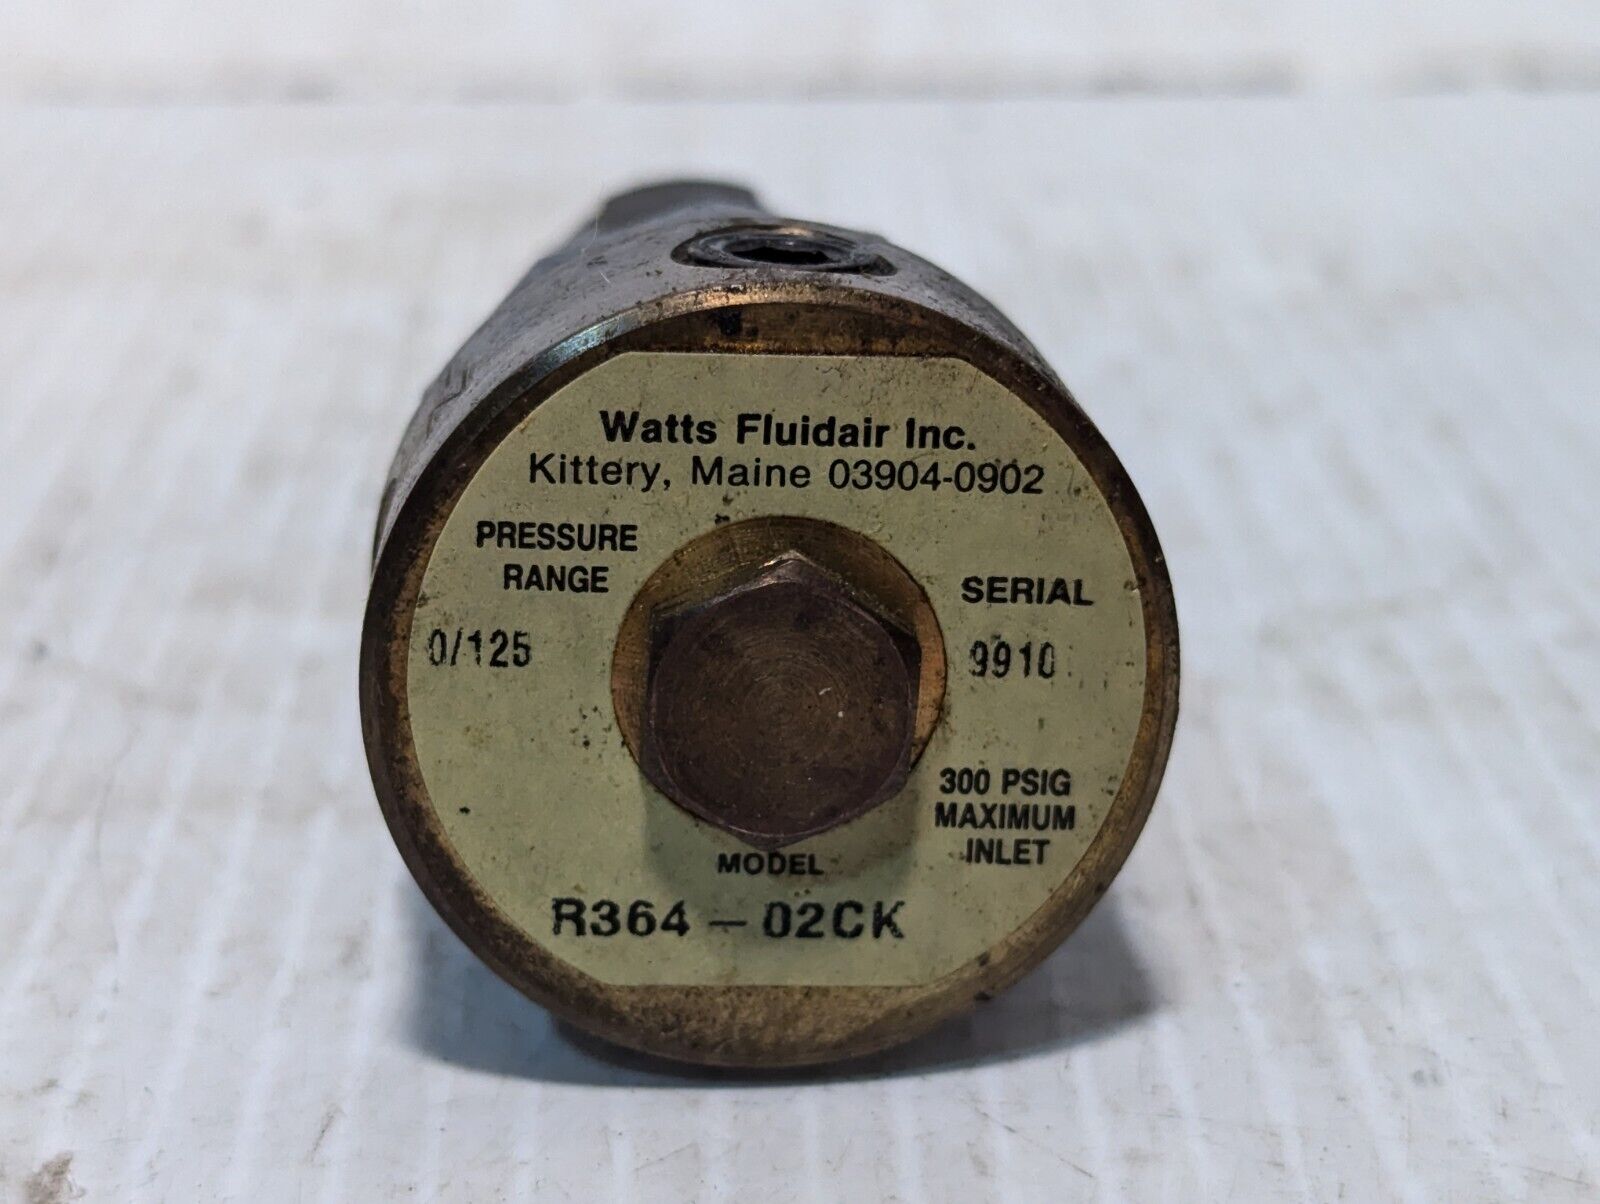 Watts Fluidair Inc.
Kittery, Maine 03904-0902
PRESSURE
RANGE
0/125
SERIAL
9910
300 PSIG
MAXIMUM
INLET
MODEL
R364-02CK